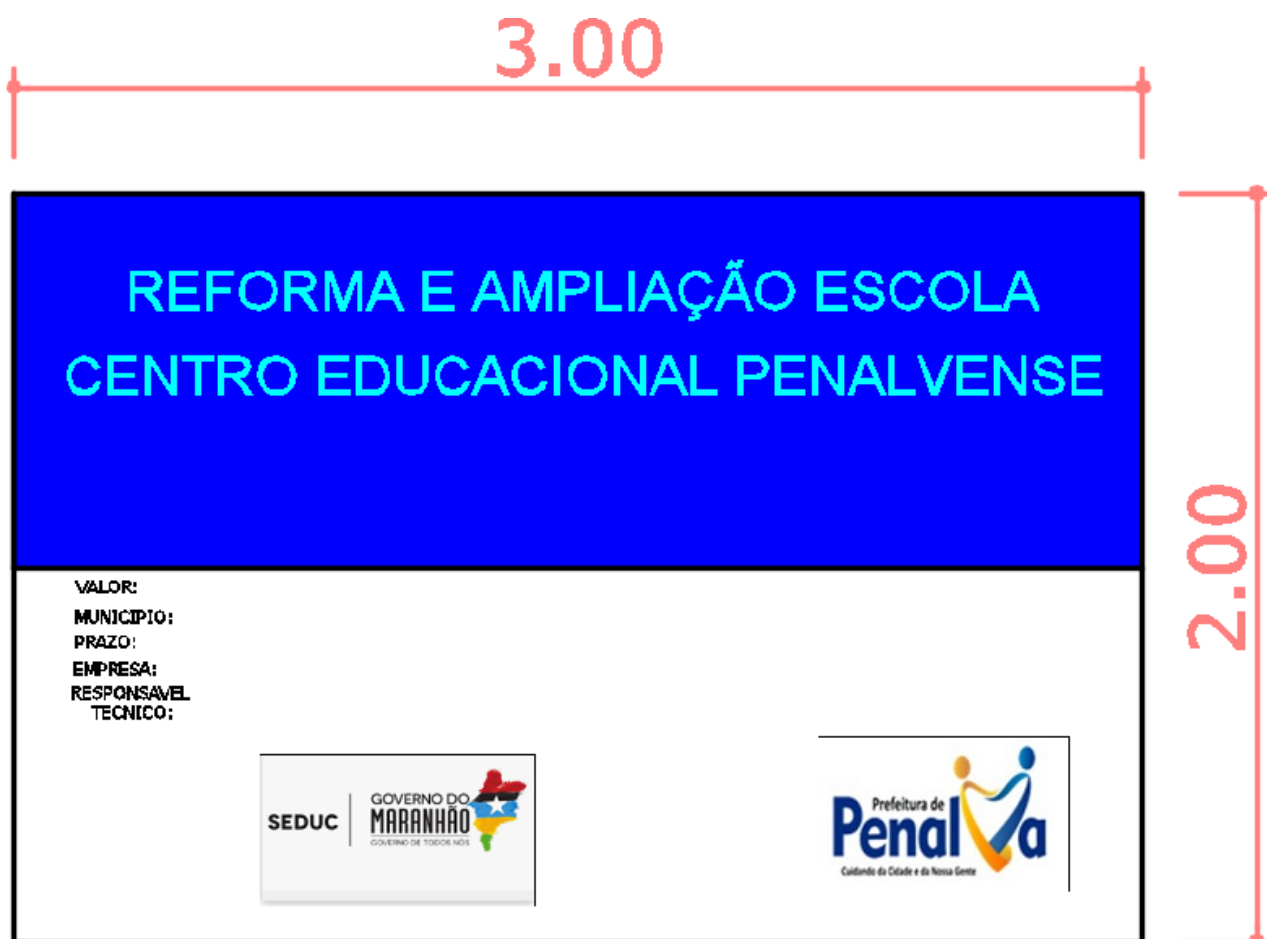 3.00
REFORMA E AMPLIAÇÃO ESCOLA
CENTRO EDUCACIONAL PENALVENSE
2.00
VALOR:
MUNICIPIO:
PRAZO:
EMPRESA:
RESPONSAVEL
TECNICO:
SEDUC
GOVERNO DO
MARANHÃO
GOVERNO DE TODOS NÓS
Prefeitura de
Penalva
Cuidando da Cidade e da Nossa Gente